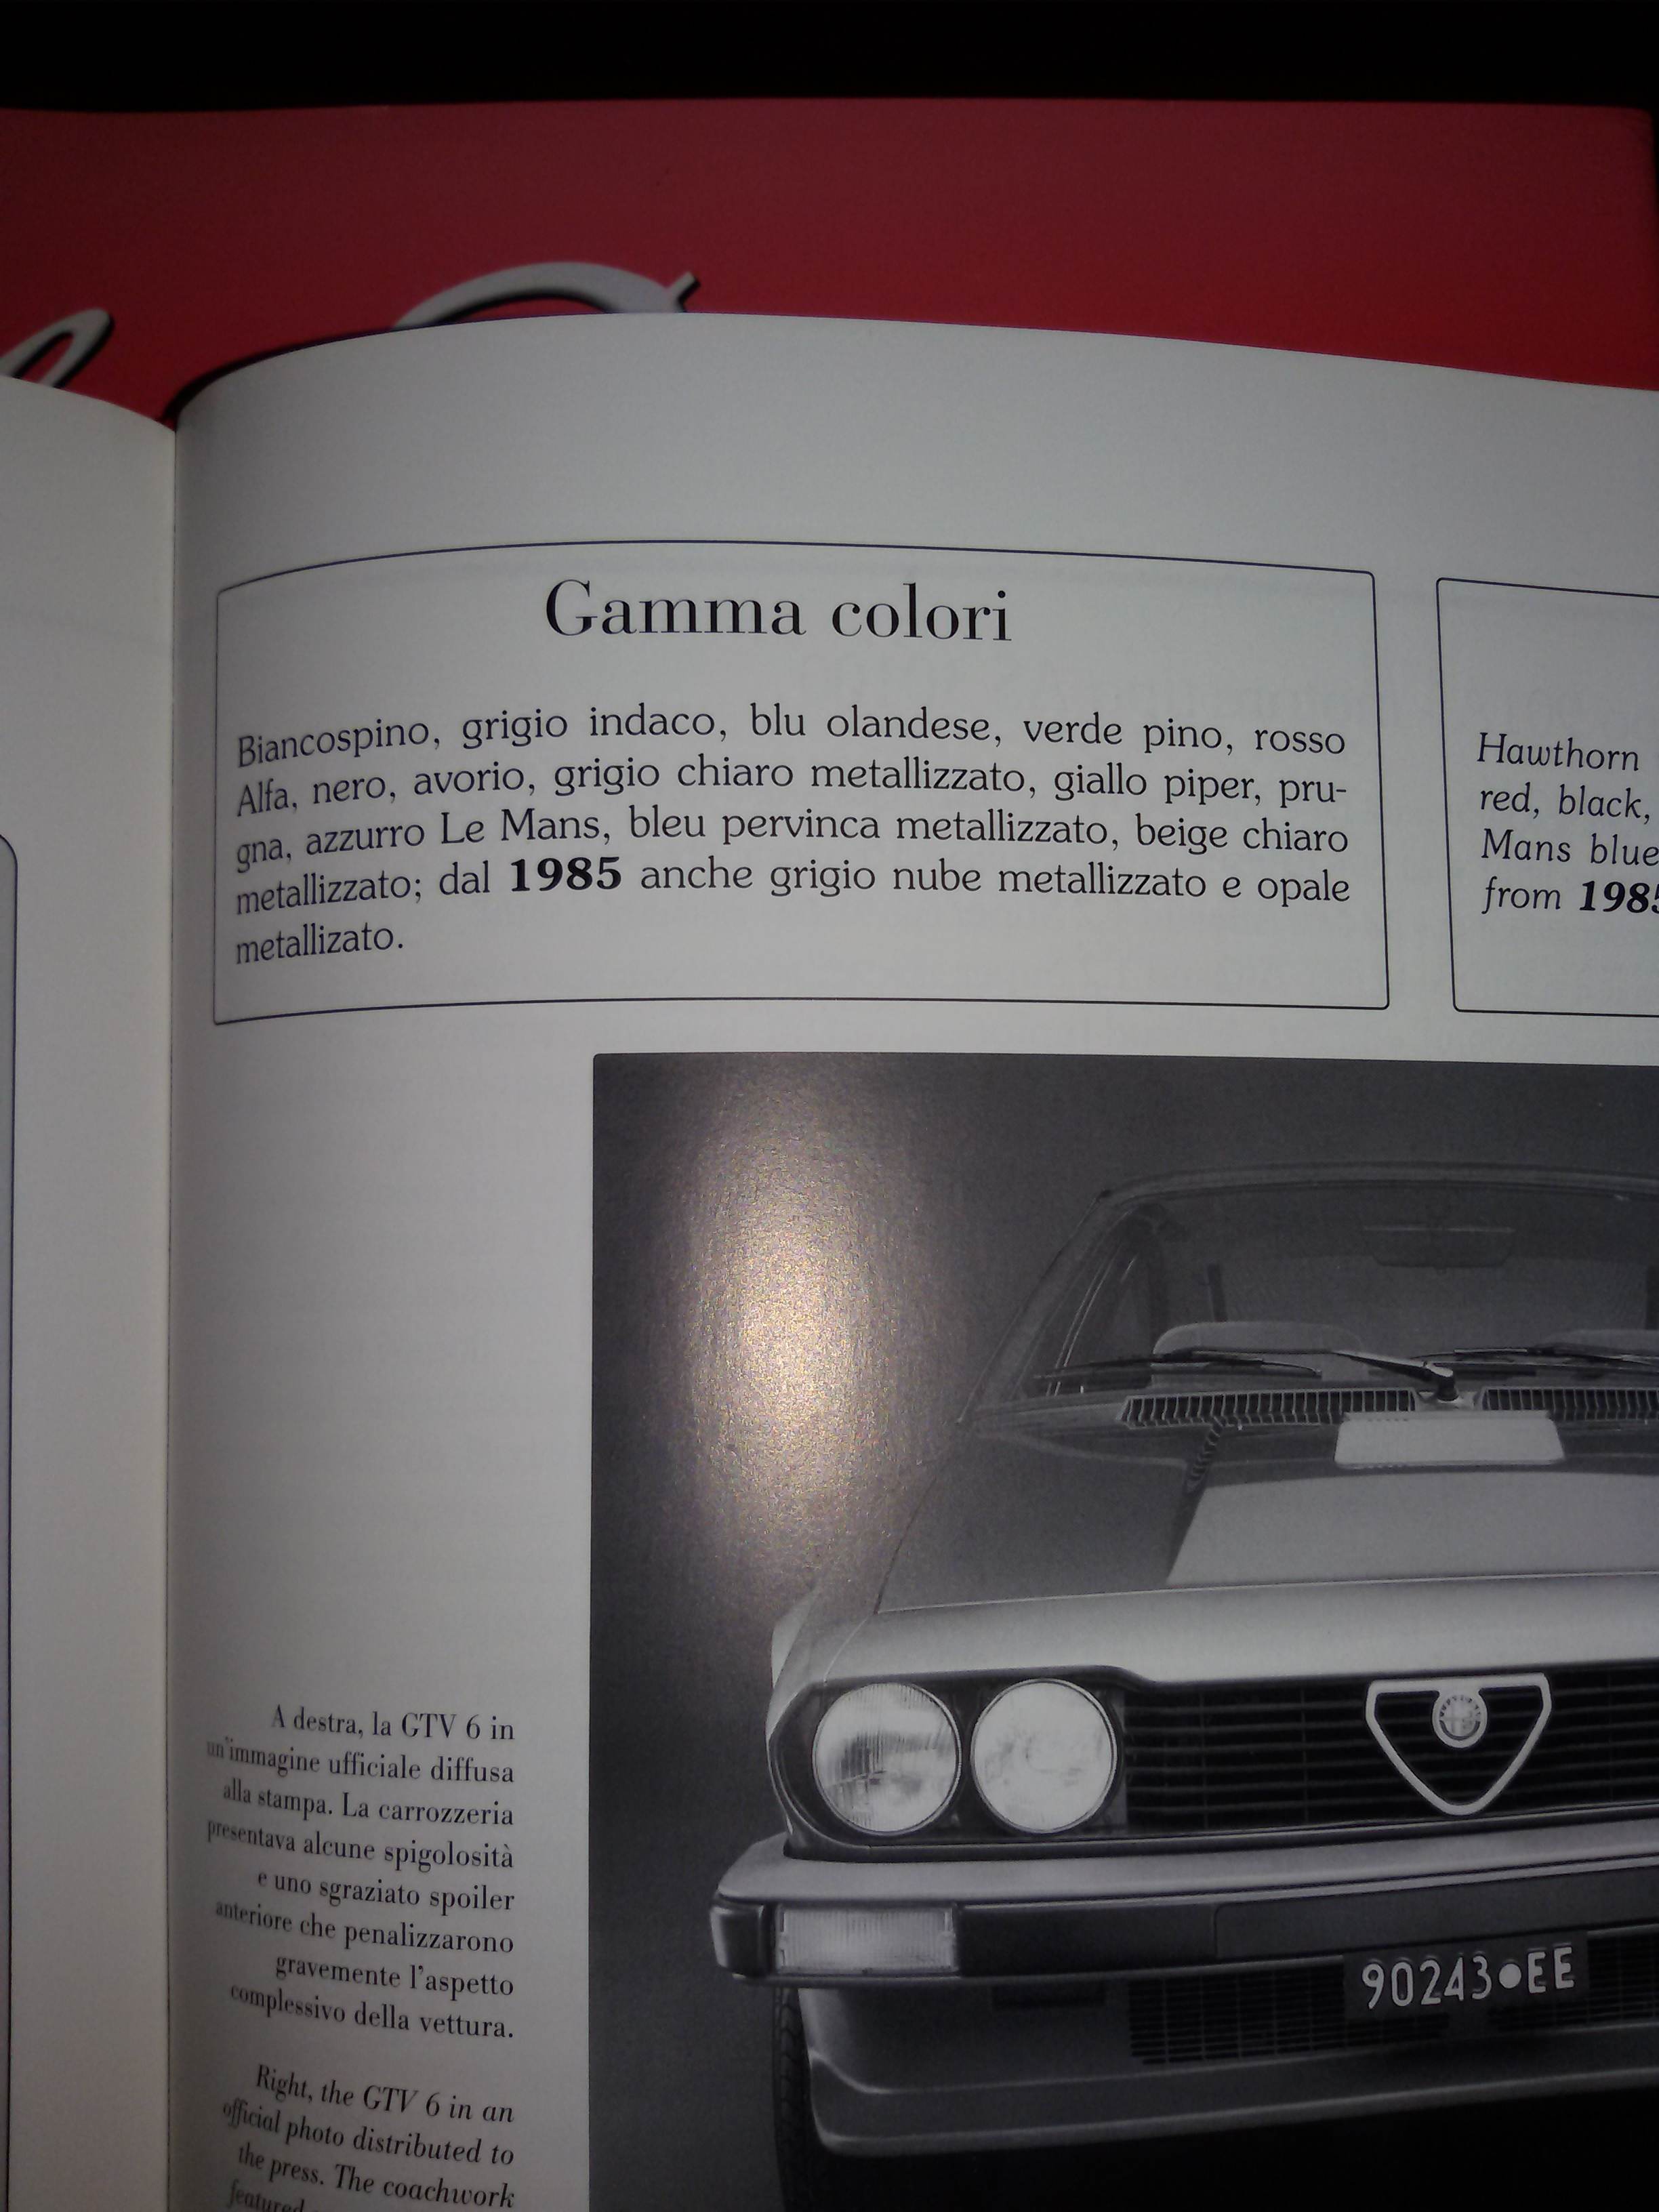 Gamma colori
Biancospino, grigio indaco, blu olandese, verde pino, rosso
Alfa, nero, avorio, grigio chiaro metallizzato, giallo piper, pru-
gna, azzurro Le Mans, bleu pervinca metallizzato, beige chiaro
metallizzato; dal 1985 anche grigio nube metallizzato e opale
metallizato.
Hawthorn
red, black,
Mans blue
from 1985
A destra, la GTV 6 in
un'immagine ufficiale diffusa
alla stampa. La carrozzeria
presentava alcune spigolosità
e uno sgraziato spoiler
anteriore che penalizzarono
gravemente l'aspetto
complessivo della vettura.
Right, the GTV 6 in an
official photo distributed to
the press. The coachwork
featured
90243•EE